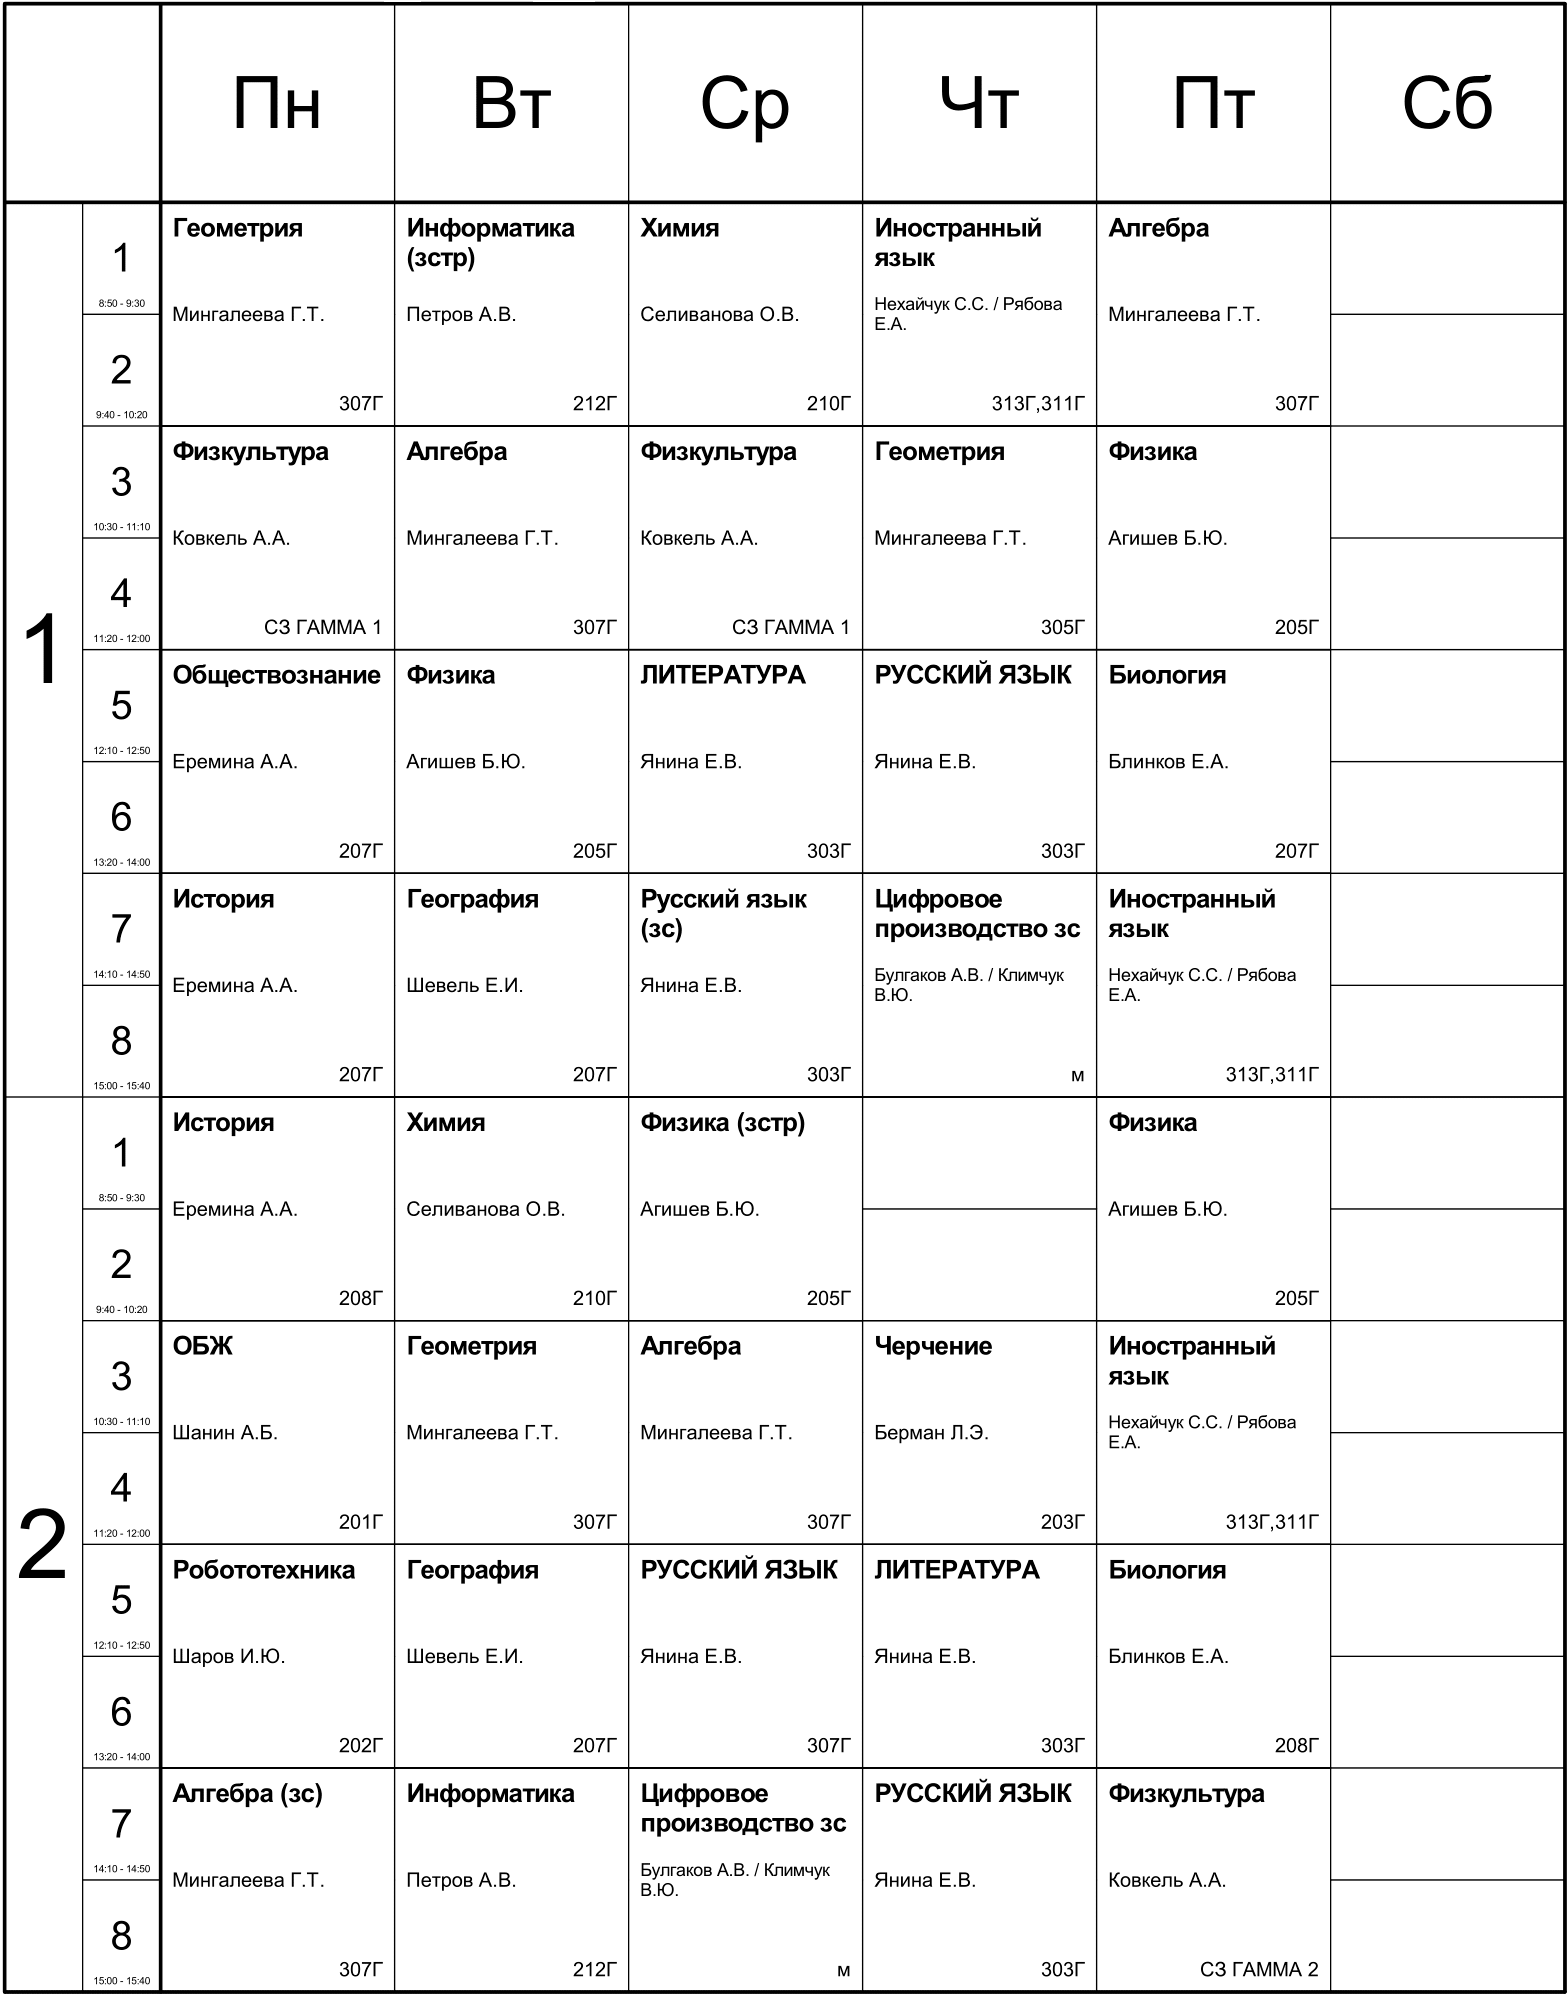 Пн Вт Ср Чт Пт Сб
1
1
8:50 - 9:30
2
9:40 - 10:20
Геометрия
Мингалеева Г.Т.
307Г
Информатика
(зстр)
Петров А.В.
212Г
Химия
Селиванова О.В.
210Г
Иностранный
язык
Нехайчук С.С. / Рябова
Е.А.
313Г,311Г
Алгебра
Мингалеева Г.Т.
307Г
3
10:30 - 11:10
4
11:20 - 12:00
Физкультура
Ковкель А.А.
СЗ ГАММА 1
Алгебра
Мингалеева Г.Т.
307Г
Физкультура
Ковкель А.А.
СЗ ГАММА 1
Геометрия
Мингалеева Г.Т.
305Г
Физика
Агишев Б.Ю.
205Г
5
12:10 - 12:50
6
13:20 - 14:00
Обществознание
Еремина А.А.
207Г
Физика
Агишев Б.Ю.
205Г
ЛИТЕРАТУРА
Янина Е.В.
303Г
РУССКИЙ ЯЗЫК
Янина Е.В.
303Г
Биология
Блинков Е.А.
207Г
7
14:10 - 14:50
8
15:00 - 15:40
История
Еремина А.А.
207Г
География
Шевель Е.И.
207Г
Русский язык
(зс)
Янина Е.В.
303Г
Цифровое
производство зс
Булгаков А.В. / Климчук
В.Ю.
м
Иностранный
язык
Нехайчук С.С. / Рябова
Е.А.
313Г,311Г
2
1
8:50 - 9:30
2
9:40 - 10:20
История
Еремина А.А.
208Г
Химия
Селиванова О.В.
210Г
Физика (зстр)
Агишев Б.Ю.
205Г
Физика
Агишев Б.Ю.
205Г
3
10:30 - 11:10
4
11:20 - 12:00
ОБЖ
Шанин А.Б.
201Г
Геометрия
Мингалеева Г.Т.
307Г
Алгебра
Мингалеева Г.Т.
307Г
Черчение
Берман Л.Э.
203Г
Иностранный
язык
Нехайчук С.С. / Рябова
Е.А.
313Г,311Г
5
12:10 - 12:50
6
13:20 - 14:00
Робототехника
Шаров И.Ю.
202Г
География
Шевель Е.И.
207Г
РУССКИЙ ЯЗЫК
Янина Е.В.
307Г
ЛИТЕРАТУРА
Янина Е.В.
303Г
Биология
Блинков Е.А.
208Г
7
14:10 - 14:50
8
15:00 - 15:40
Алгебра (зс)
Мингалеева Г.Т.
307Г
Информатика
Петров А.В.
212Г
Цифровое
производство зс
Булгаков А.В. / Климчук
В.Ю.
м
РУССКИЙ ЯЗЫК
Янина Е.В.
303Г
Физкультура
Ковкель А.А.
СЗ ГАММА 2